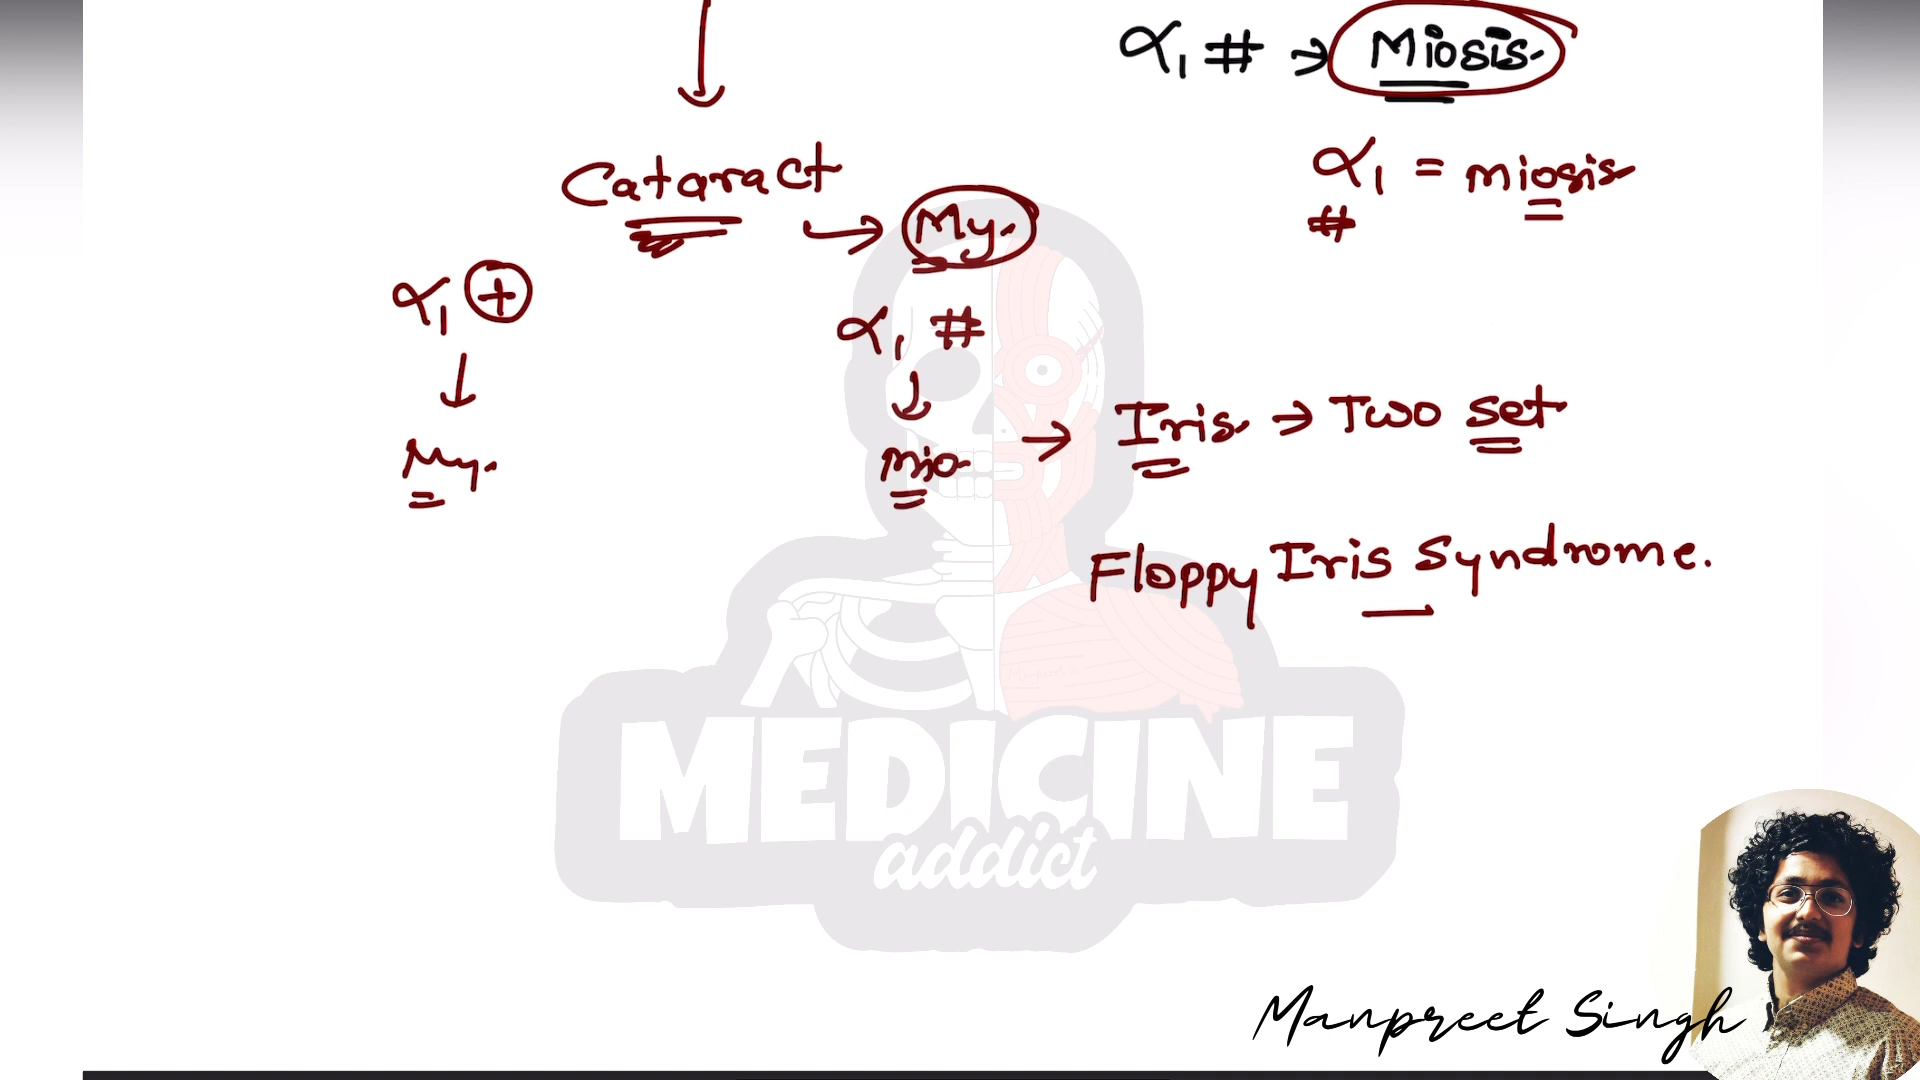 α1 # → Miosis.
α1 = miosis
#
Cataract
→ My.
α1 +
↓
My.
α1 #
↓
Mio → Iris → Two set
Floppy Iris Syndrome.
MEDICINE
addict
Manpreet Singh